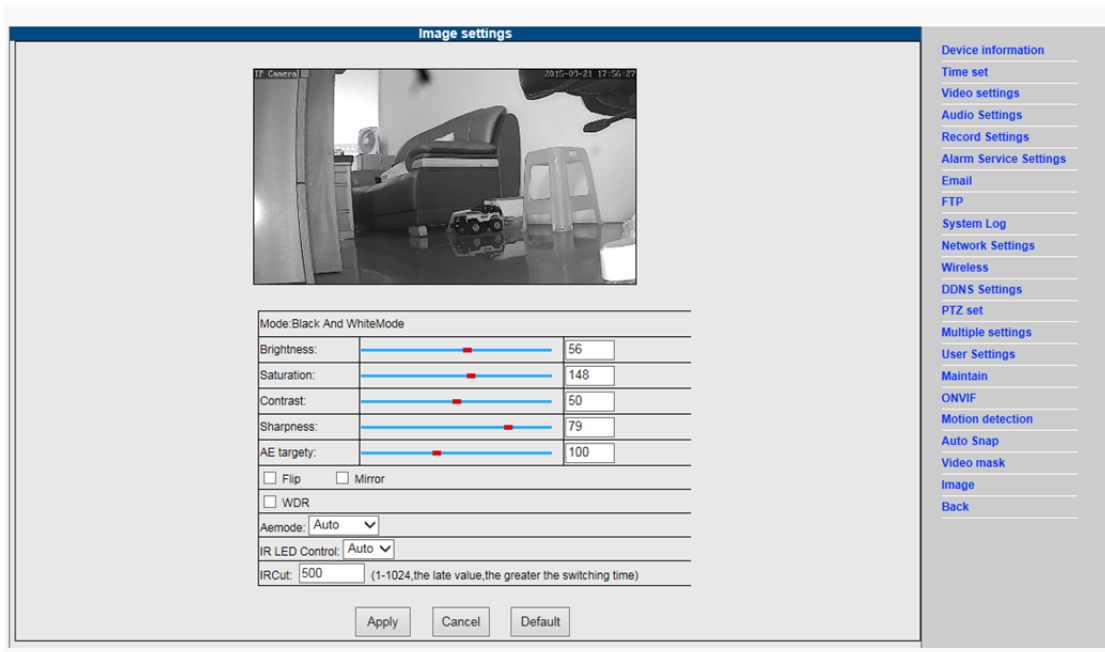 Image settings
IP Camera
2015-09-21 17:56:27
Mode:Black And WhiteMode
Brightness: 56
Saturation: 148
Contrast: 50
Sharpness: 79
AE targety: 100
Flip Mirror
WDR
Aemode: Auto
IR LED Control: Auto
IRCut: 500 (1-1024,the late value,the greater the switching time)
Apply Cancel Default
Device information
Time set
Video settings
Audio Settings
Record Settings
Alarm Service Settings
Email
FTP
System Log
Network Settings
Wireless
DDNS Settings
PTZ set
Multiple settings
User Settings
Maintain
ONVIF
Motion detection
Auto Snap
Video mask
Image
Back